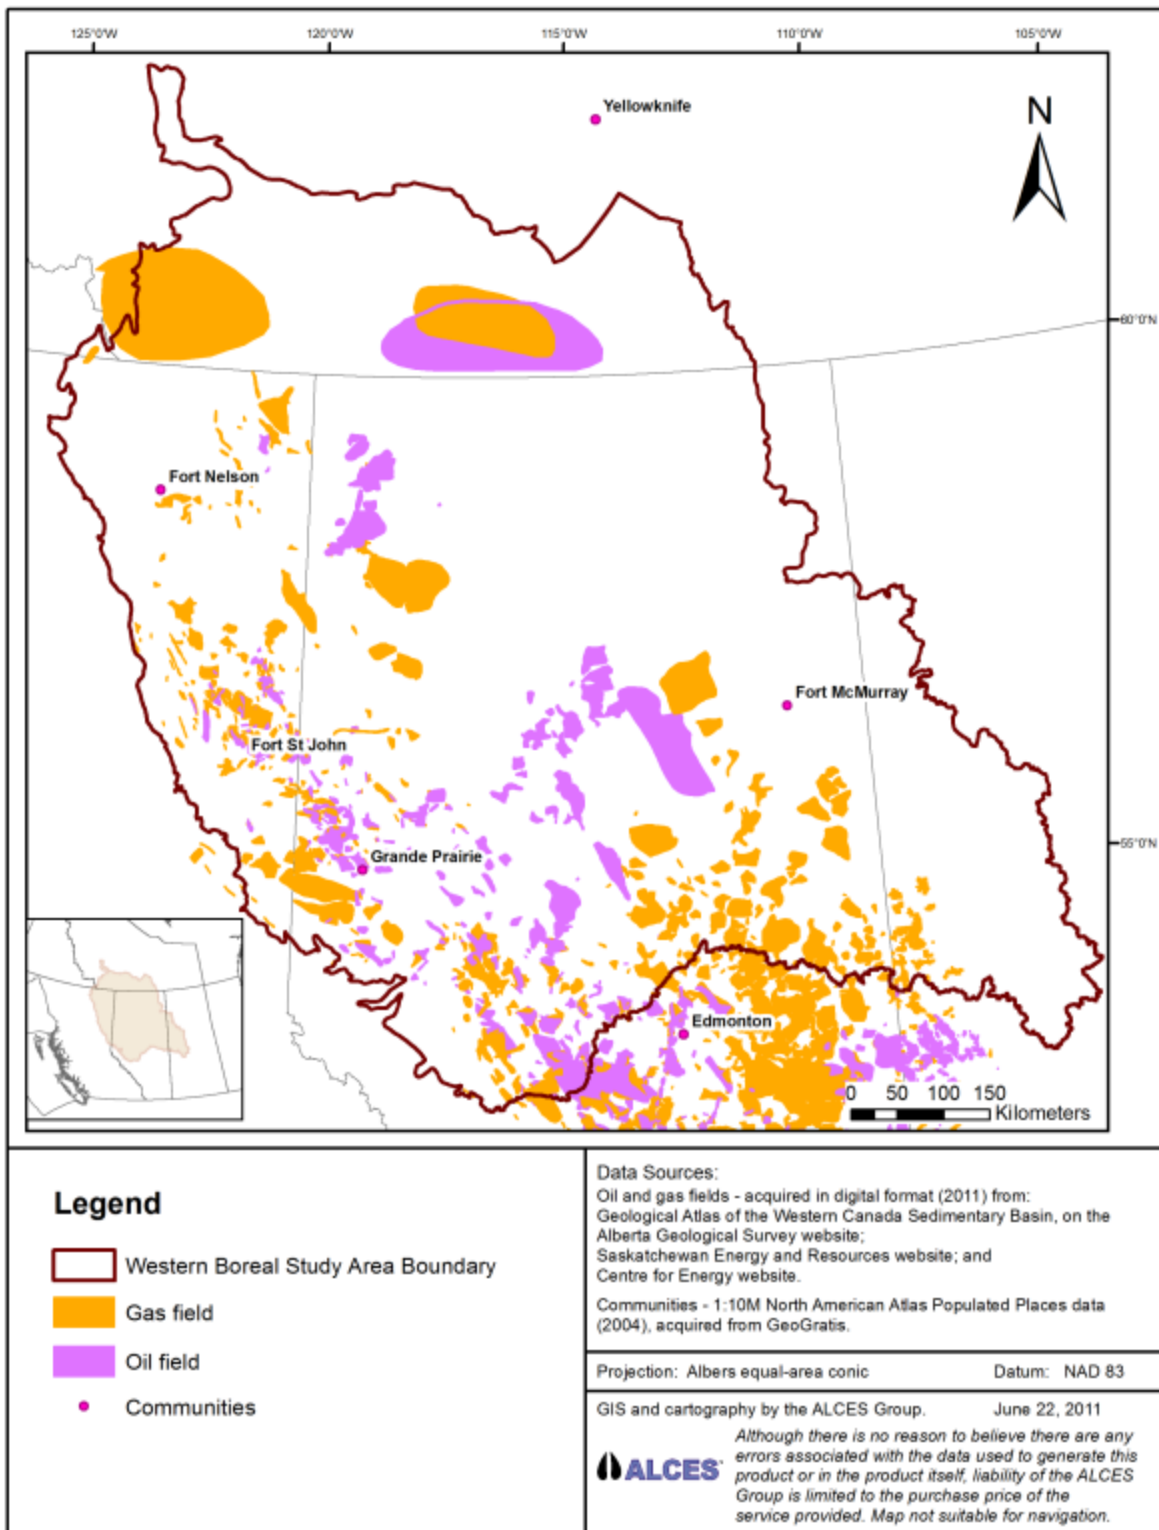 125°0'W 120°0'W 115°0'W 110°0'W 105°0'W
Yellowknife
N
60°0'N
Fort Nelson
Fort McMurray
Fort St John
55°0'N
Grande Prairie
Edmonton
0 50 100 150
Kilometers
Legend
Western Boreal Study Area Boundary
Gas field
Oil field
Communities
Data Sources:
Oil and gas fields - acquired in digital format (2011) from:
Geological Atlas of the Western Canada Sedimentary Basin, on the
Alberta Geological Survey website;
Saskatchewan Energy and Resources website; and
Centre for Energy website.
Communities - 1:10M North American Atlas Populated Places data
(2004), acquired from GeoGratis.
Projection: Albers equal-area conic Datum: NAD 83
GIS and cartography by the ALCES Group. June 22, 2011
ALCES
Although there is no reason to believe there are any
errors associated with the data used to generate this
product or in the product itself, liability of the ALCES
Group is limited to the purchase price of the
service provided. Map not suitable for navigation.